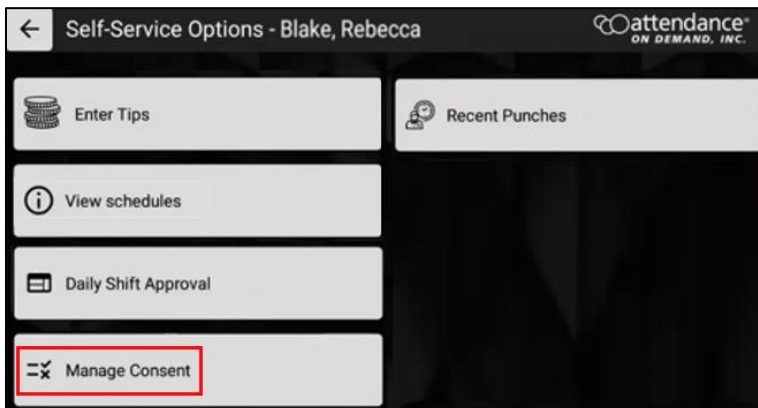 Self-Service Options - Blake, Rebecca
attendance®
ON DEMAND, INC.
Enter Tips
Recent Punches
View schedules
Daily Shift Approval
Manage Consent